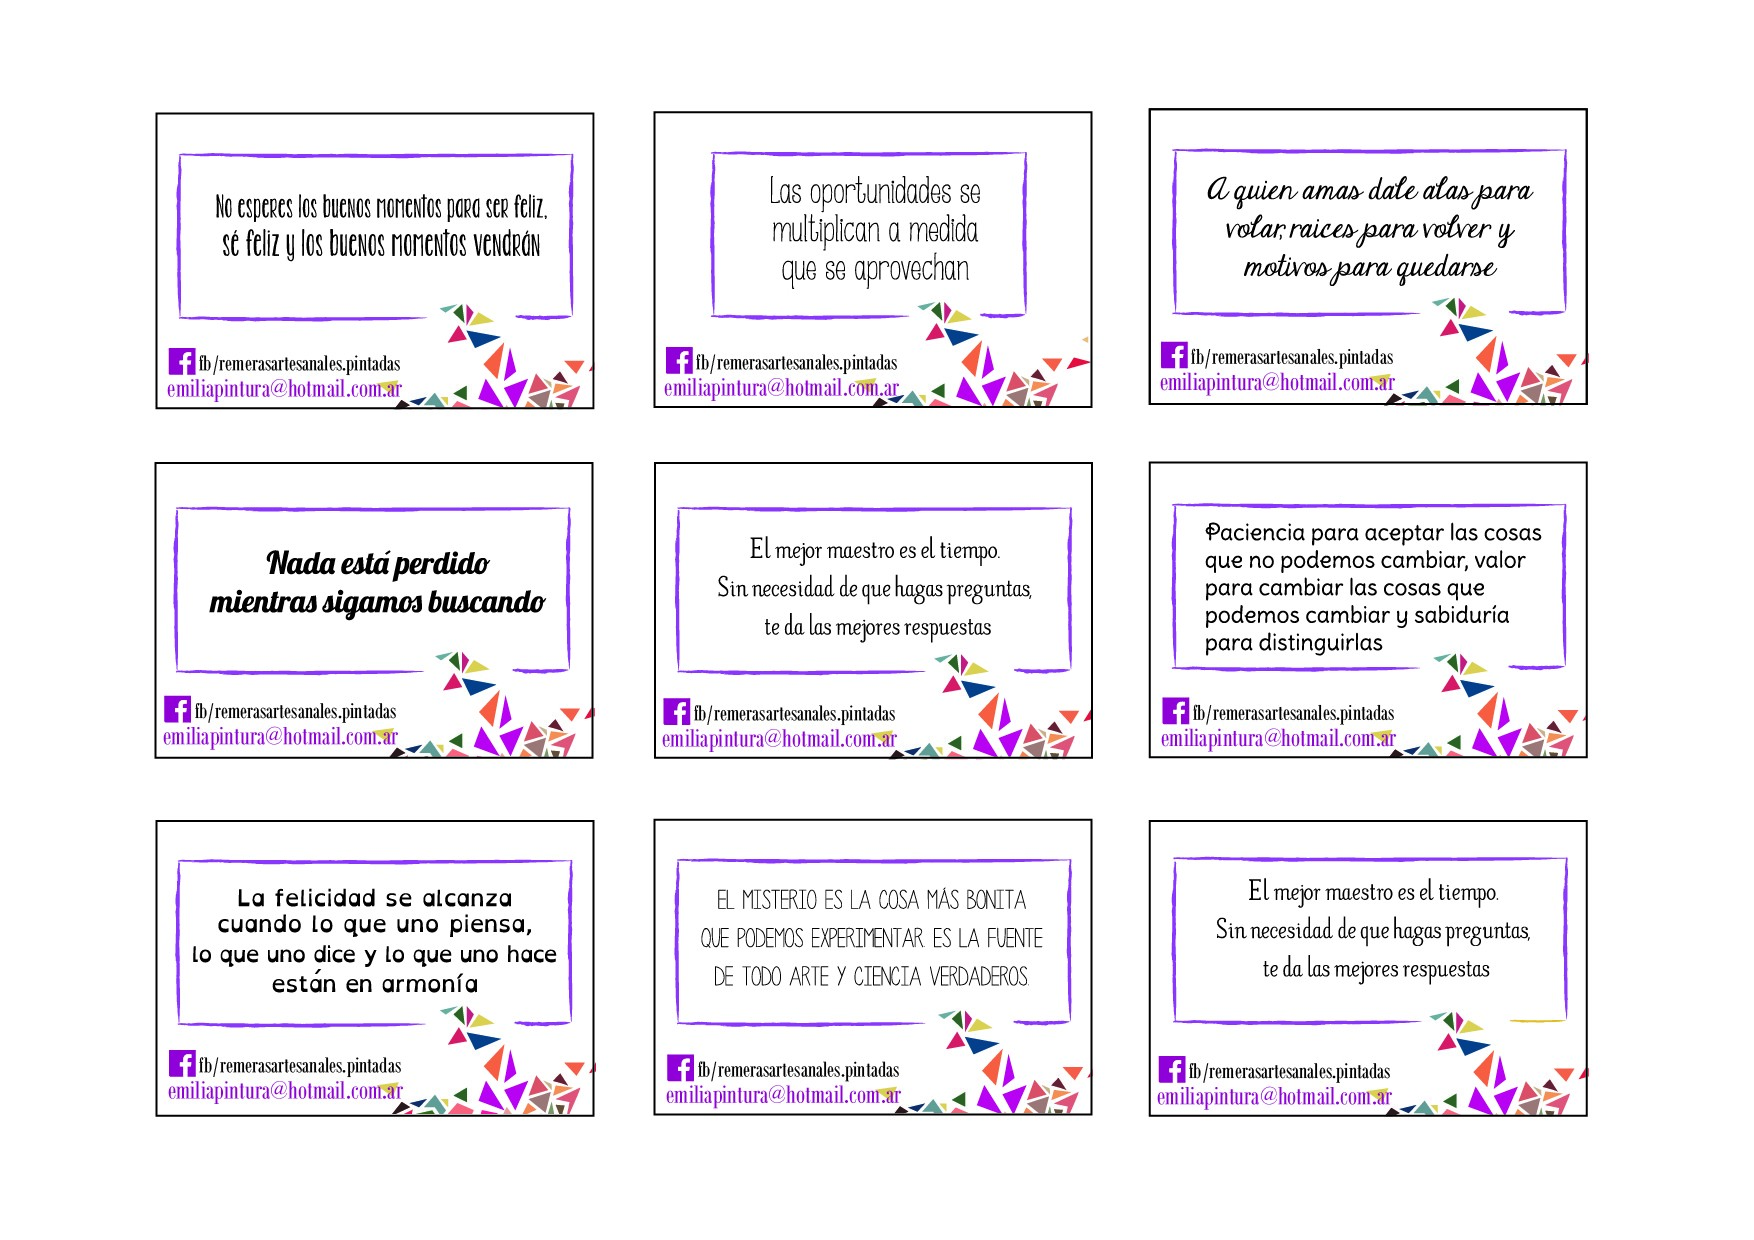 No esperes los buenos momentos para ser feliz,
sé feliz y los buenos momentos vendrán
fb/remerasartesanales.pintadas
emiliapintura@hotmail.com.ar
Las oportunidades se
multiplican a medida
que se aprovechan
fb/remerasartesanales.pintadas
emiliapintura@hotmail.com.ar
A quien amas dale alas para
volar, raices para volver y
motivos para quedarse
fb/remerasartesanales.pintadas
emiliapintura@hotmail.com.ar
Nada está perdido
mientras sigamos buscando
fb/remerasartesanales.pintadas
emiliapintura@hotmail.com.ar
El mejor maestro es el tiempo.
Sin necesidad de que hagas preguntas,
te da las mejores respuestas
fb/remerasartesanales.pintadas
emiliapintura@hotmail.com.ar
Paciencia para aceptar las cosas
que no podemos cambiar, valor
para cambiar las cosas que
podemos cambiar y sabiduría
para distinguirlas
fb/remerasartesanales.pintadas
emiliapintura@hotmail.com.ar
La felicidad se alcanza
cuando lo que uno piensa,
lo que uno dice y lo que uno hace
están en armonía
fb/remerasartesanales.pintadas
emiliapintura@hotmail.com.ar
EL MISTERIO ES LA COSA MÁS BONITA
QUE PODEMOS EXPERIMENTAR. ES LA FUENTE
DE TODO ARTE Y CIENCIA VERDADEROS.
fb/remerasartesanales.pintadas
emiliapintura@hotmail.com.ar
El mejor maestro es el tiempo.
Sin necesidad de que hagas preguntas,
te da las mejores respuestas
fb/remerasartesanales.pintadas
emiliapintura@hotmail.com.ar